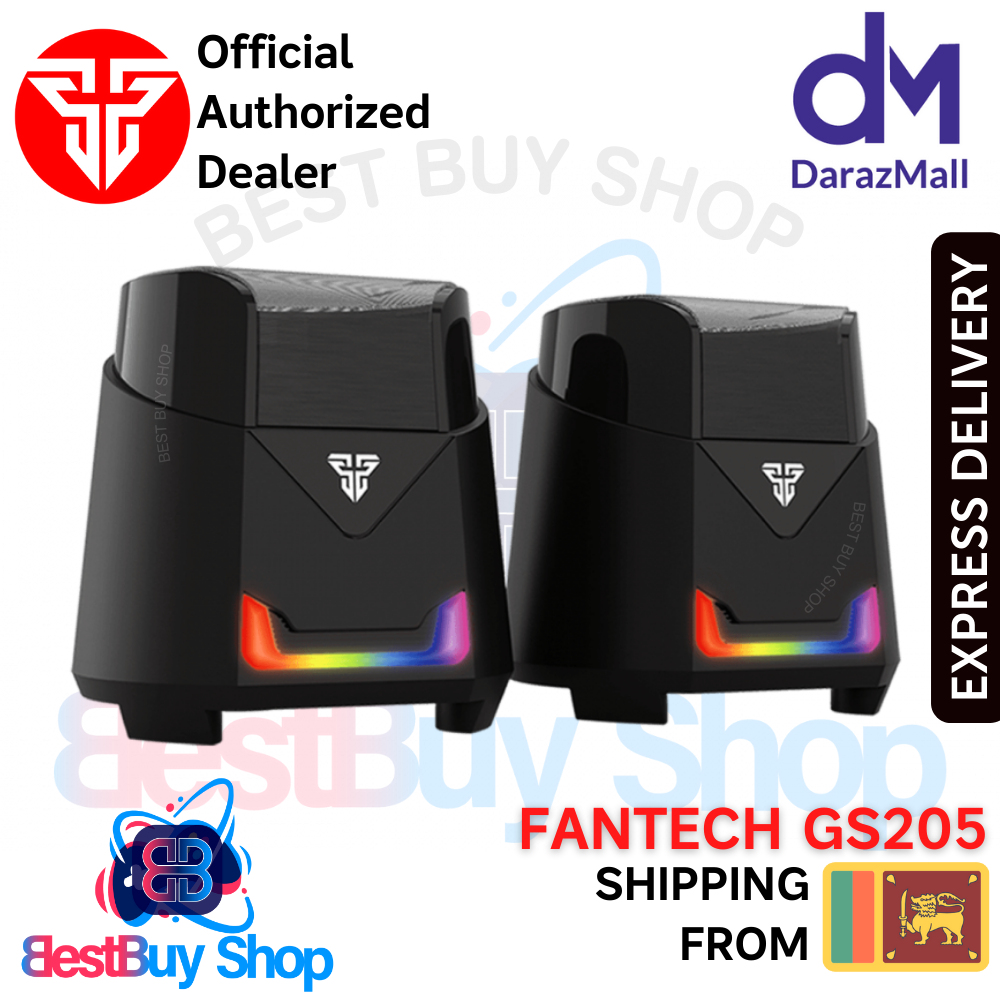 Official
Authorized
Dealer
dM
DarazMall
BEST BUY SHOP
BEST BUY SHOP
BEST BUY SHOP
EXPRESS DELIVERY
BestBuy Shop
FANTECH GS205
SHIPPING
FROM
BestBuy Shop